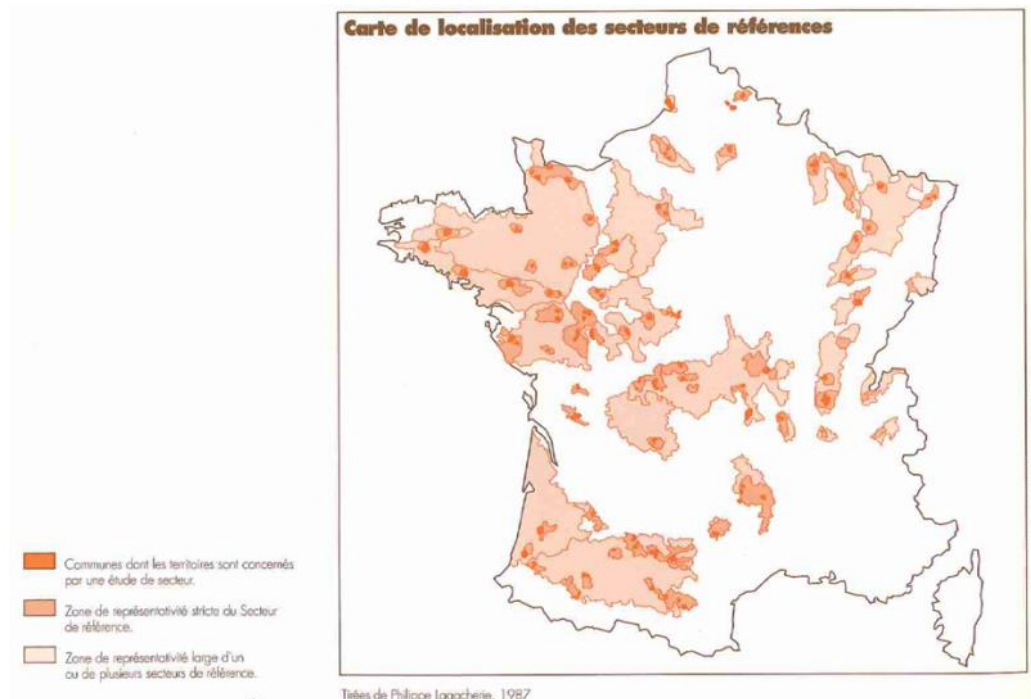 Carte de localisation des secteurs de références
Communes dont les territoires sont concernés
par une étude de secteur.
Zone de représentativité stricte du Secteur
de référence.
Zone de représentativité large d'un
ou de plusieurs secteurs de référence.
Tirées de Philippe Lagacherie, 1987